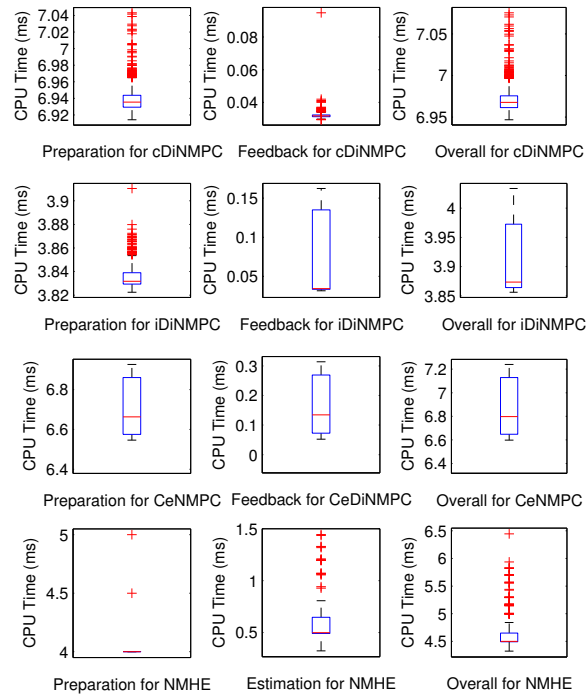 CPU Time (ms)
7.04
7.02
7
6.98
6.96
6.94
6.92
Preparation for cDiNMPC
CPU Time (ms)
0.08
0.06
0.04
Feedback for cDiNMPC
CPU Time (ms)
7.05
7
6.95
Overall for cDiNMPC
CPU Time (ms)
3.9
3.88
3.86
3.84
3.82
Preparation for iDiNMPC
CPU Time (ms)
0.15
0.1
0.05
Feedback for iDiNMPC
CPU Time (ms)
4
3.95
3.9
3.85
Overall for iDiNMPC
CPU Time (ms)
6.8
6.6
6.4
Preparation for CeNMPC
CPU Time (ms)
0.3
0.2
0.1
0
Feedback for CeDiNMPC
CPU Time (ms)
7.2
7
6.8
6.6
6.4
Overall for CeNMPC
CPU Time (ms)
5
4.5
4
Preparation for NMHE
CPU Time (ms)
1.5
1
0.5
Estimation for NMHE
CPU Time (ms)
6.5
6
5.5
5
4.5
Overall for NMHE